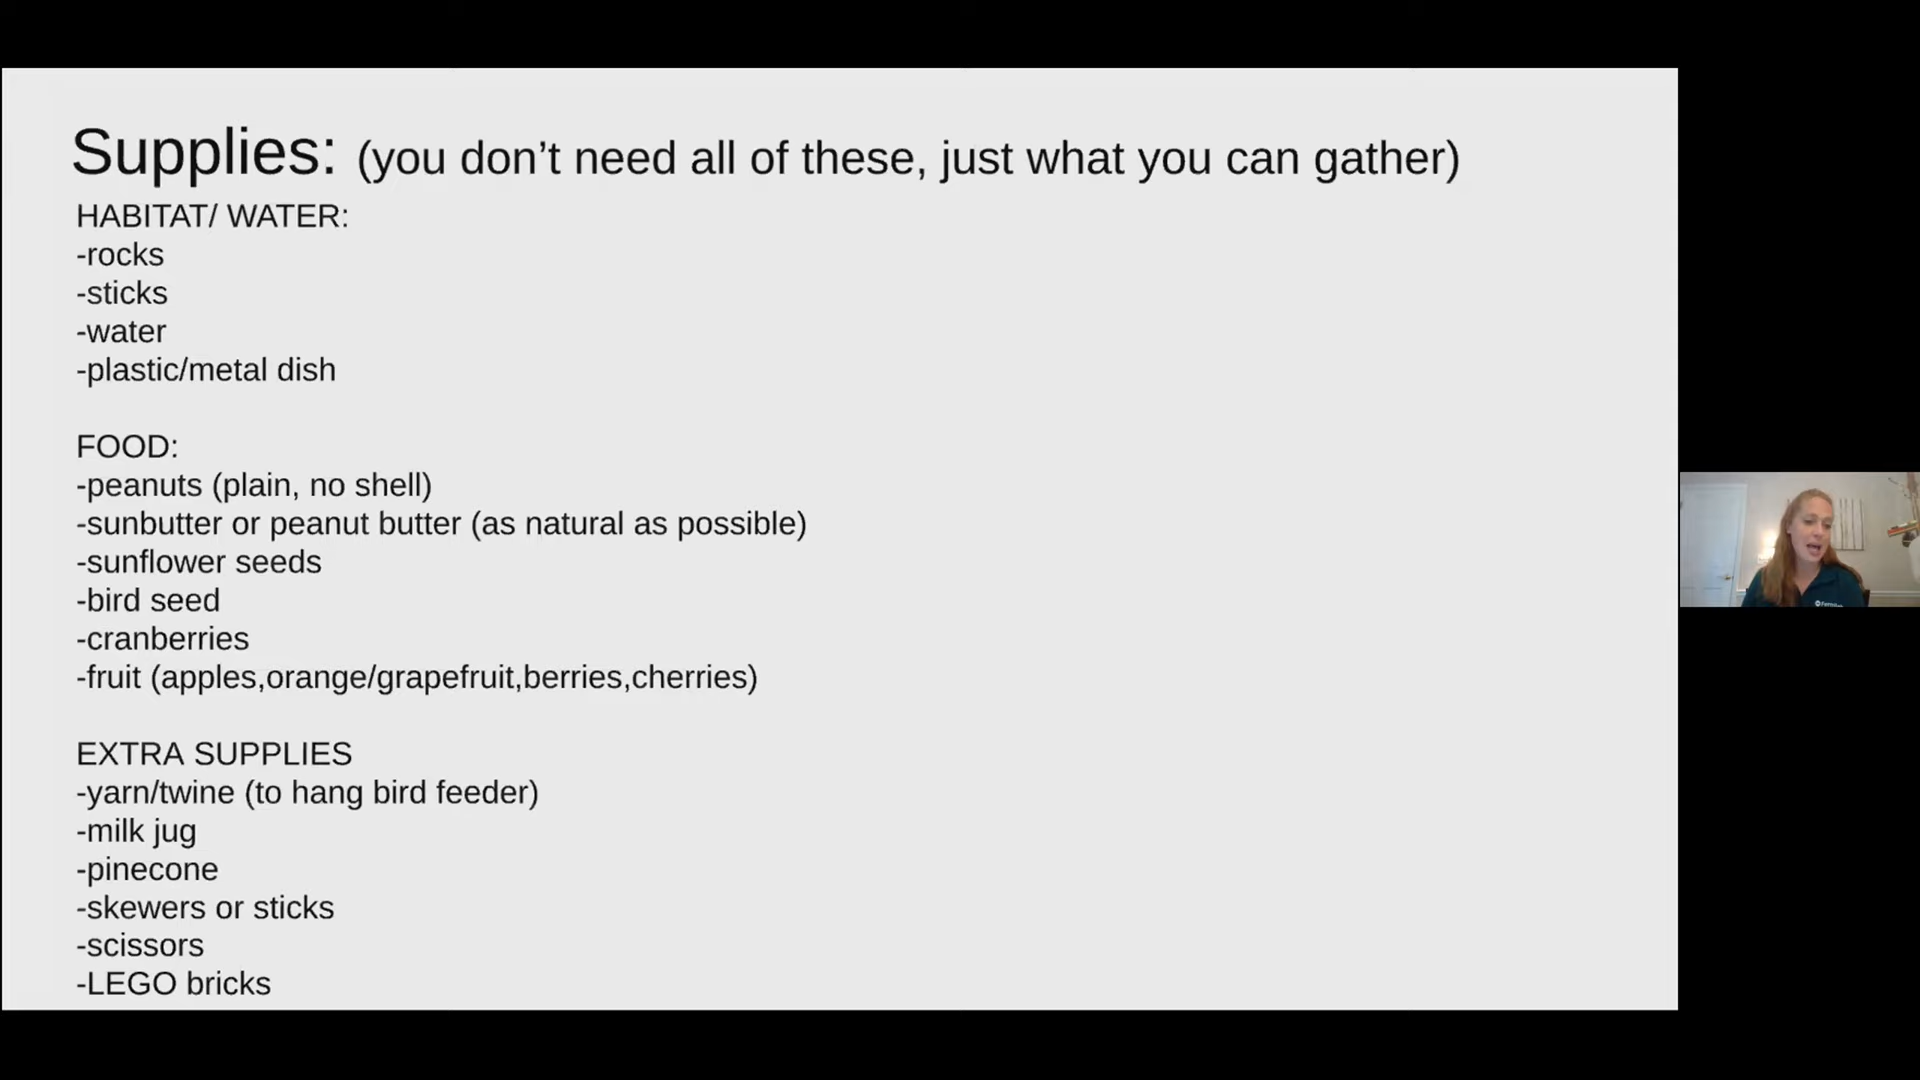 Supplies: (you don’t need all of these, just what you can gather)
HABITAT/ WATER:
-rocks
-sticks
-water
-plastic/metal dish
FOOD:
-peanuts (plain, no shell)
-sunbutter or peanut butter (as natural as possible)
-sunflower seeds
-bird seed
-cranberries
-fruit (apples,orange/grapefruit,berries,cherries)
EXTRA SUPPLIES
-yarn/twine (to hang bird feeder)
-milk jug
-pinecone
-skewers or sticks
-scissors
-LEGO bricks